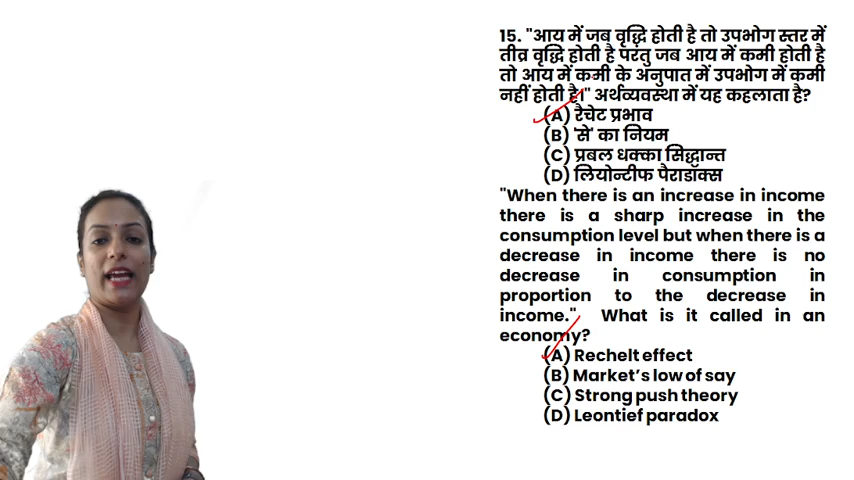 15. "आय में जब वृद्धि होती है तो उपभोग स्तर में
तीव्र वृद्धि होती है परंतु जब आय में कमी होती है
तो आय में कमी के अनुपात में उपभोग में कमी
नहीं होती है।" अर्थव्यवस्था में यह कहलाता है?
(A) रैचेट प्रभाव
(B) 'से' का नियम
(C) प्रबल धक्का सिद्धान्त
(D) लियोन्टीफ पैराडॉक्स
"When there is an increase in income
there is a sharp increase in the
consumption level but when there is a
decrease in income there is no
decrease in consumption in
proportion to the decrease in
income." What is it called in an
economy?
(A) Rechelt effect
(B) Market's low of say
(C) Strong push theory
(D) Leontief paradox